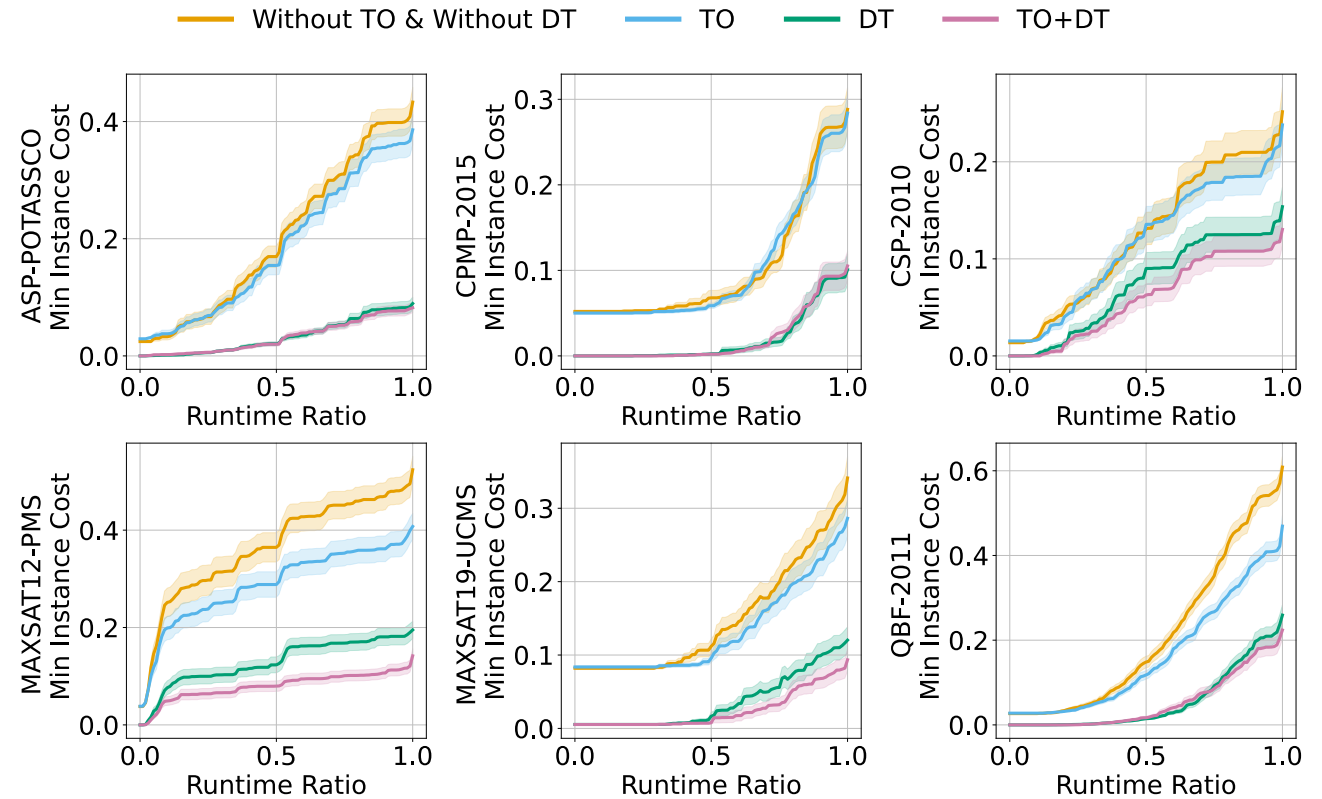 Without TO & Without DT TO DT TO+DT
ASP-POTASSCO
Min Instance Cost
0.4
0.2
0.0
0.0 0.5 1.0
Runtime Ratio
CPMP-2015
Min Instance Cost
0.3
0.2
0.1
0.0
0.0 0.5 1.0
Runtime Ratio
CSP-2010
Min Instance Cost
0.2
0.1
0.0
0.0 0.5 1.0
Runtime Ratio
MAXSAT12-PMS
Min Instance Cost
0.4
0.2
0.0
0.0 0.5 1.0
Runtime Ratio
MAXSAT19-UCMS
Min Instance Cost
0.3
0.2
0.1
0.0
0.0 0.5 1.0
Runtime Ratio
QBF-2011
Min Instance Cost
0.6
0.4
0.2
0.0
0.0 0.5 1.0
Runtime Ratio